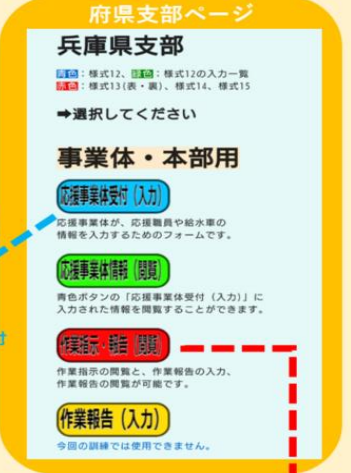 府県支部ページ
兵庫県支部
青色：様式12、緑色：様式12の入力一覧
赤色：様式13(表・裏)、様式14、様式15
➡選択してください
事業体・本部用
応援事業体受付（入力）
応援事業体が、応援職員や給水車の
情報を入力するためのフォームです。
応援事業体情報（閲覧）
青色ボタンの「応援事業体受付（入力）」に
入力された情報を閲覧することができます。
付
作業指示・報告（閲覧）
作業指示の閲覧と、作業報告の入力、
作業報告の閲覧が可能です。
作業報告（入力）
今回の訓練では使用できません。